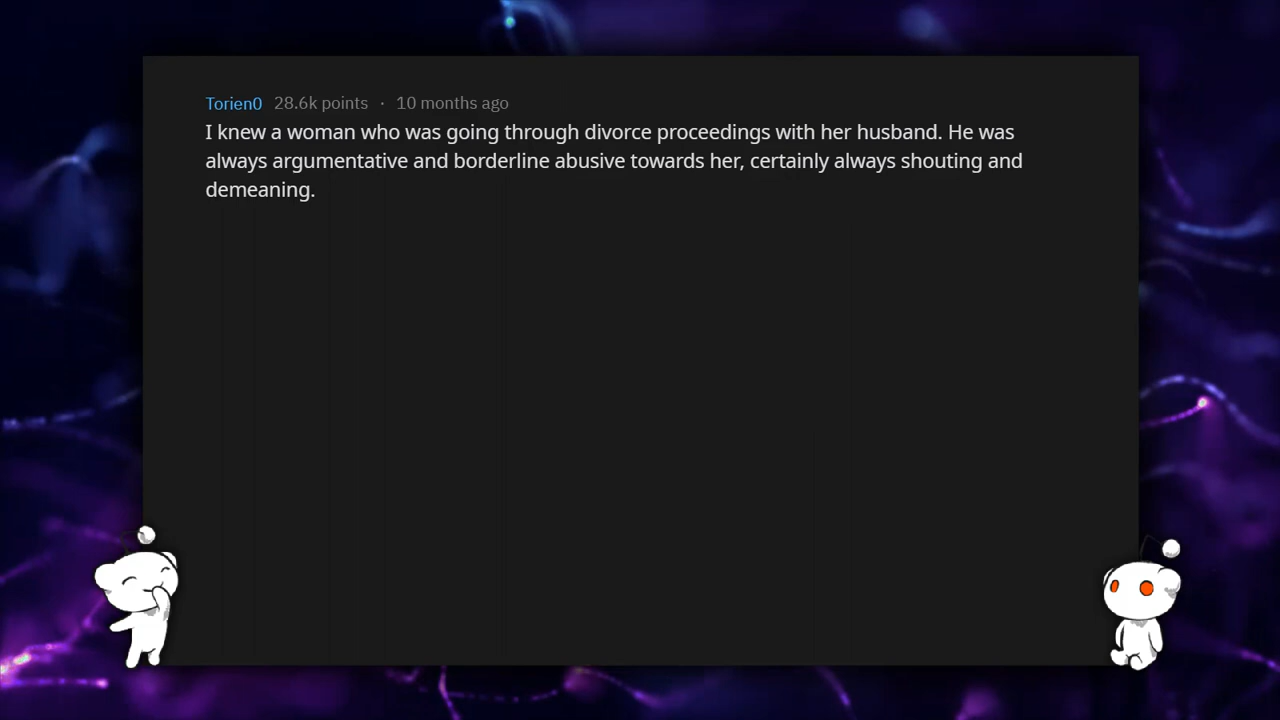 Torien0 28.6k points · 10 months ago
I knew a woman who was going through divorce proceedings with her husband. He was
always argumentative and borderline abusive towards her, certainly always shouting and
demeaning.